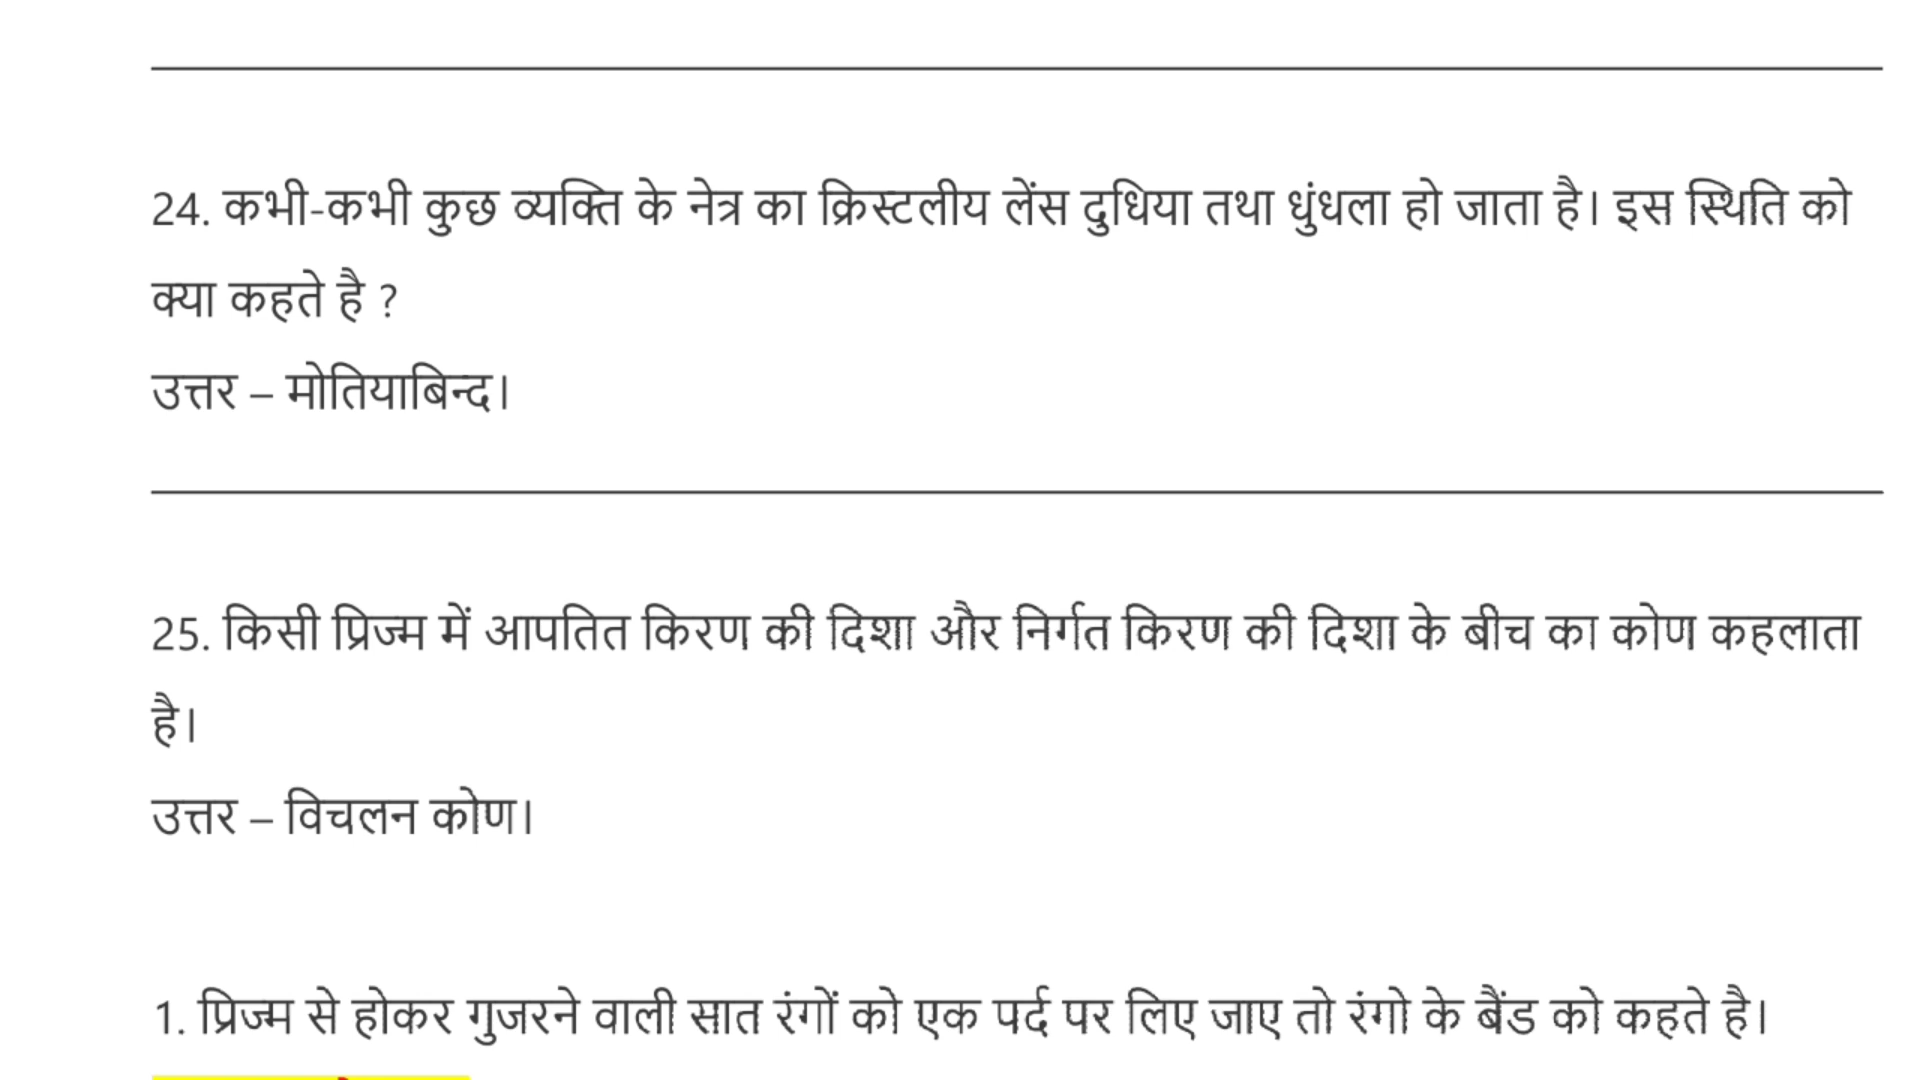 24. कभी-कभी कुछ व्यक्ति के नेत्र का क्रिस्टलीय लेंस दुधिया तथा धुंधला हो जाता है। इस स्थिति को
क्या कहते है ?
उत्तर – मोतियाबिन्द।
25. किसी प्रिज्म में आपतित किरण की दिशा और निर्गत किरण की दिशा के बीच का कोण कहलाता
है।
उत्तर – विचलन कोण।
1. प्रिज्म से होकर गुजरने वाली सात रंगों को एक पर्द पर लिए जाए तो रंगो के बैंड को कहते है।